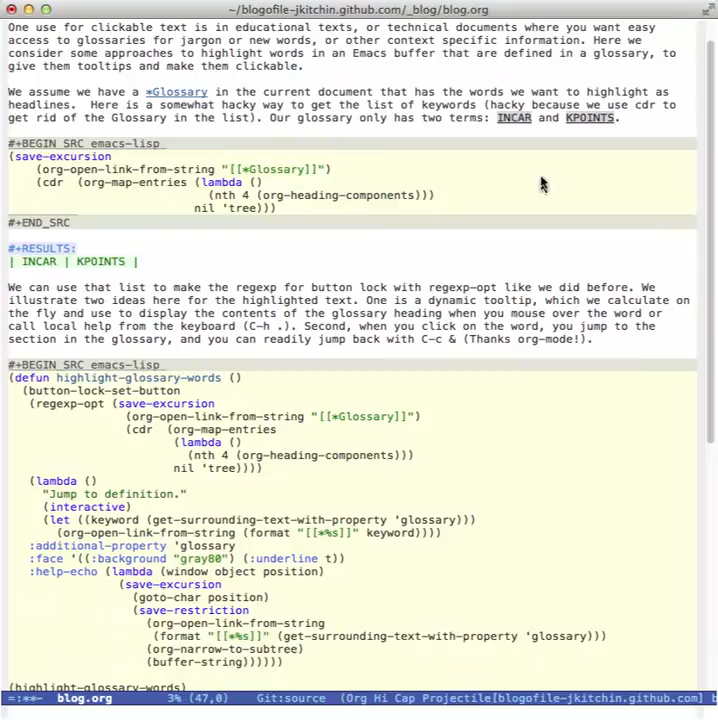 ~/blogofile-jkitchin.github.com/_blog/blog.org
One use for clickable text is in educational texts, or technical documents where you want easy
access to glossaries for jargon or new words, or other context specific information. Here we
consider some approaches to highlight words in an Emacs buffer that are defined in a glossary, to
give them tooltips and make them clickable.
We assume we have a *Glossary in the current document that has the words we want to highlight as
headlines.  Here is a somewhat hacky way to get the list of keywords (hacky because we use cdr to
get rid of the Glossary in the list). Our glossary only has two terms: INCAR and KPOINTS.
#+BEGIN_SRC emacs-lisp
(save-excursion
(org-open-link-from-string "[[*Glossary]]")
(cdr  (org-map-entries (lambda ()
(nth 4 (org-heading-components)))
nil 'tree)))
#+END_SRC
#+RESULTS:
| INCAR | KPOINTS |
We can use that list to make the regexp for button lock with regexp-opt like we did before. We
illustrate two ideas here for the highlighted text. One is a dynamic tooltip, which we calculate on
the fly and use to display the contents of the glossary heading when you mouse over the word or
call local help from the keyboard (C-h .). Second, when you click on the word, you jump to the
section in the glossary, and you can readily jump back with C-c & (Thanks org-mode!).
#+BEGIN_SRC emacs-lisp
(defun highlight-glossary-words ()
(button-lock-set-button
(regexp-opt (save-excursion
(org-open-link-from-string "[[*Glossary]]")
(cdr  (org-map-entries
(lambda ()
(nth 4 (org-heading-components)))
nil 'tree))))
(lambda ()
"Jump to definition."
(interactive)
(let ((keyword (get-surrounding-text-with-property 'glossary)))
(org-open-link-from-string (format "[[*%s]]" keyword))))
:additional-property 'glossary
:face '((:background "gray80") (:underline t))
:help-echo (lambda (window object position)
(save-excursion
(goto-char position)
(save-restriction
(org-open-link-from-string
(format "[[*%s]]" (get-surrounding-text-with-property 'glossary)))
(org-narrow-to-subtree)
(buffer-string))))))
(highlight-glossary-words)
=:**-  blog.org       3% (47,0)     Git:source  (Org Hi Cap Projectile[blogofile-jkitchin.github.com] b